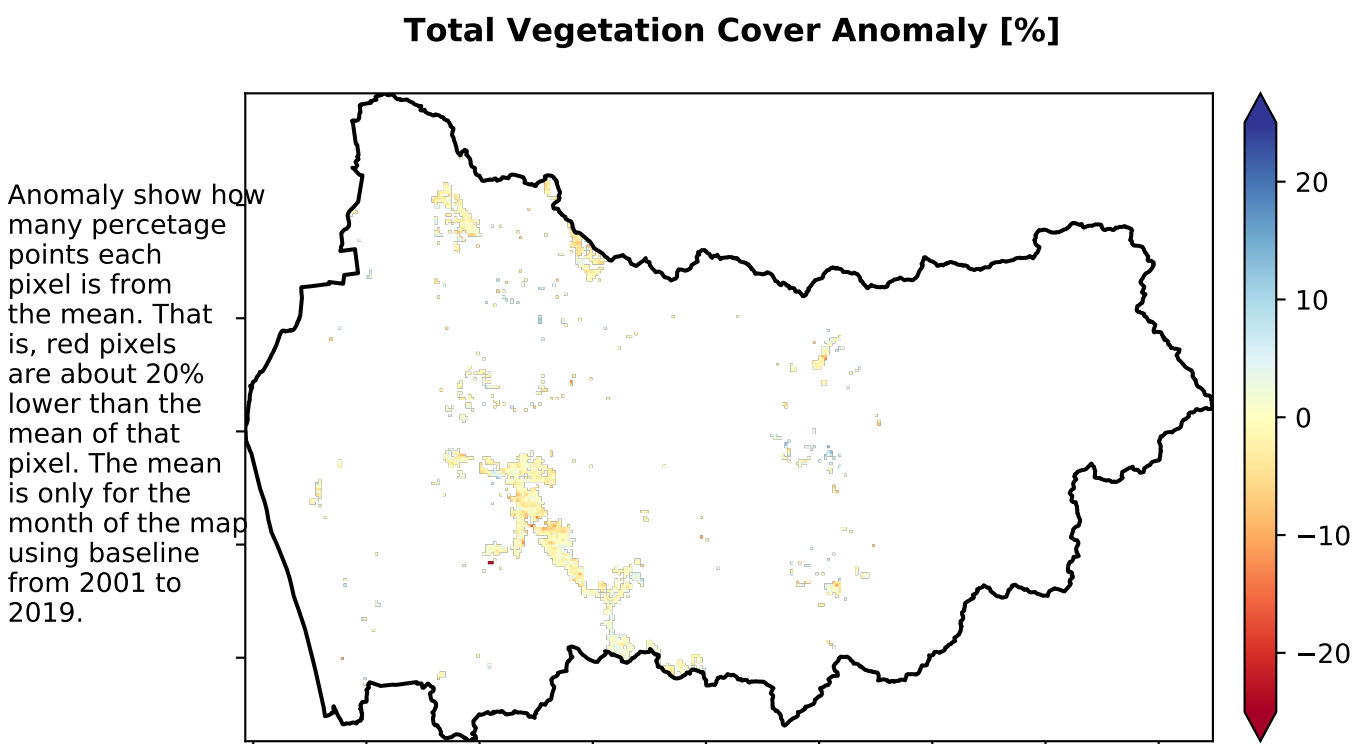 Total Vegetation Cover Anomaly [%]
Anomaly show how
many percetage
points each
pixel is from
the mean. That
is, red pixels
are about 20%
lower than the
mean of that
pixel. The mean
is only for the
month of the map
using baseline
from 2001 to
2019.
20
10
0
−10
−20